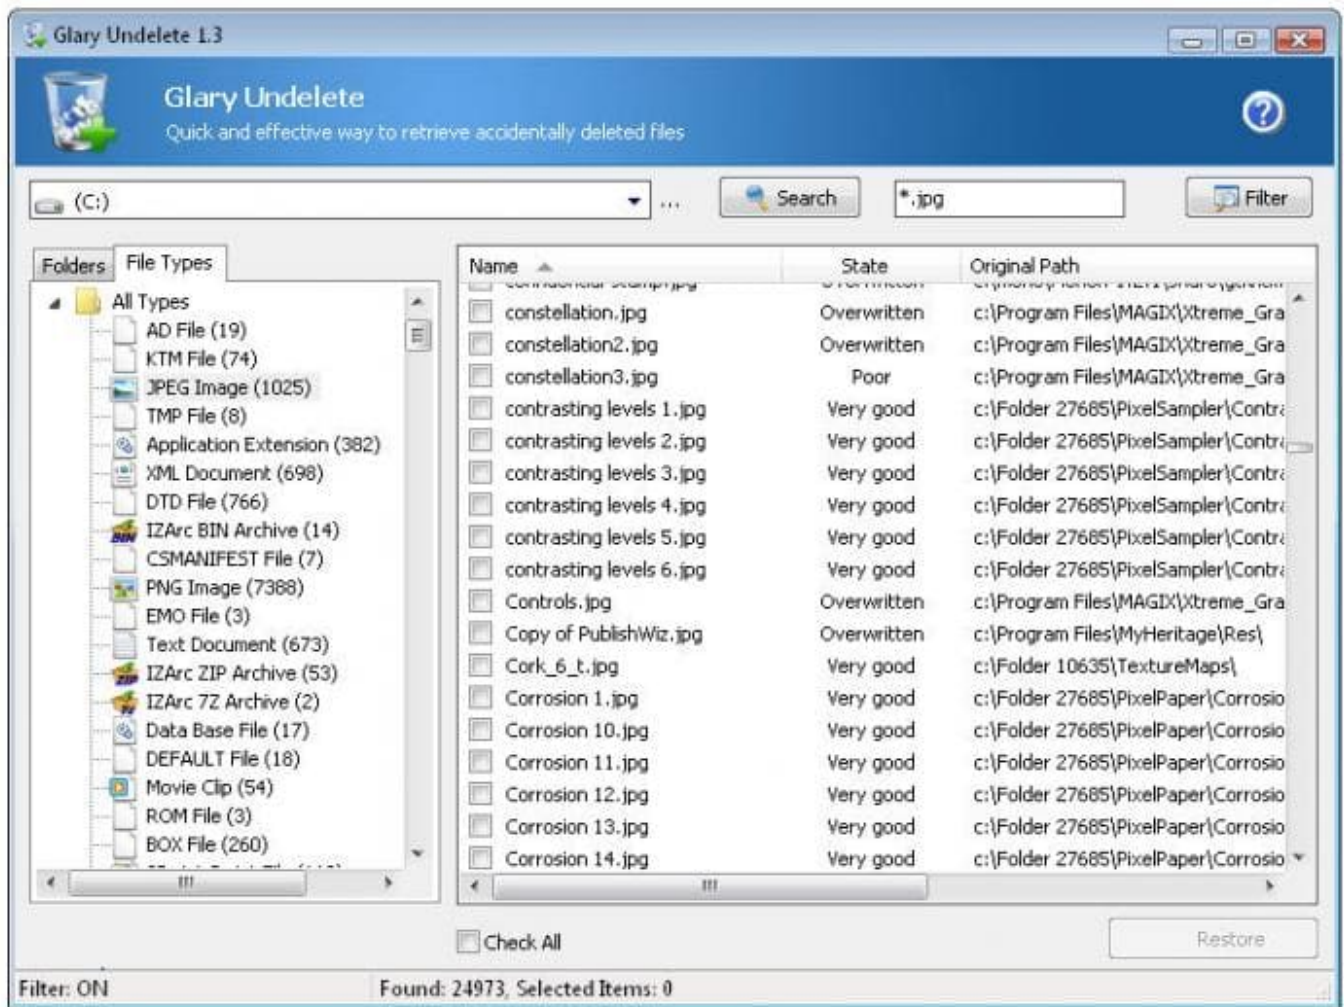 Glary Undelete 1.3
Glary Undelete
Quick and effective way to retrieve accidentally deleted files
(C:) ... Search *.jpg Filter
Folders File Types
All Types
AD File (19)
KTM File (74)
JPEG Image (1025)
TMP File (8)
Application Extension (382)
XML Document (698)
DTD File (766)
IZArc BIN Archive (14)
CSMANIFEST File (7)
PNG Image (7388)
EMO File (3)
Text Document (673)
IZArc ZIP Archive (53)
IZArc 7Z Archive (2)
Data Base File (17)
DEFAULT File (18)
Movie Clip (54)
ROM File (3)
BOX File (260)
Name State Original Path
constellation.jpg Overwritten c:\Program Files\MAGIX\Xtreme_Gra
constellation2.jpg Overwritten c:\Program Files\MAGIX\Xtreme_Gra
constellation3.jpg Poor c:\Program Files\MAGIX\Xtreme_Gra
contrasting levels 1.jpg Very good c:\Folder 27685\PixelSampler\Contra
contrasting levels 2.jpg Very good c:\Folder 27685\PixelSampler\Contra
contrasting levels 3.jpg Very good c:\Folder 27685\PixelSampler\Contra
contrasting levels 4.jpg Very good c:\Folder 27685\PixelSampler\Contra
contrasting levels 5.jpg Very good c:\Folder 27685\PixelSampler\Contra
contrasting levels 6.jpg Very good c:\Folder 27685\PixelSampler\Contra
Controls.jpg Overwritten c:\Program Files\MAGIX\Xtreme_Gra
Copy of PublishWiz.jpg Overwritten c:\Program Files\MyHeritage\Res\
Cork_6_t.jpg Very good c:\Folder 10635\TextureMaps\
Corrosion 1.jpg Very good c:\Folder 27685\PixelPaper\Corrosio
Corrosion 10.jpg Very good c:\Folder 27685\PixelPaper\Corrosio
Corrosion 11.jpg Very good c:\Folder 27685\PixelPaper\Corrosio
Corrosion 12.jpg Very good c:\Folder 27685\PixelPaper\Corrosio
Corrosion 13.jpg Very good c:\Folder 27685\PixelPaper\Corrosio
Corrosion 14.jpg Very good c:\Folder 27685\PixelPaper\Corrosio
Check All Restore
Filter: ON Found: 24973, Selected Items: 0